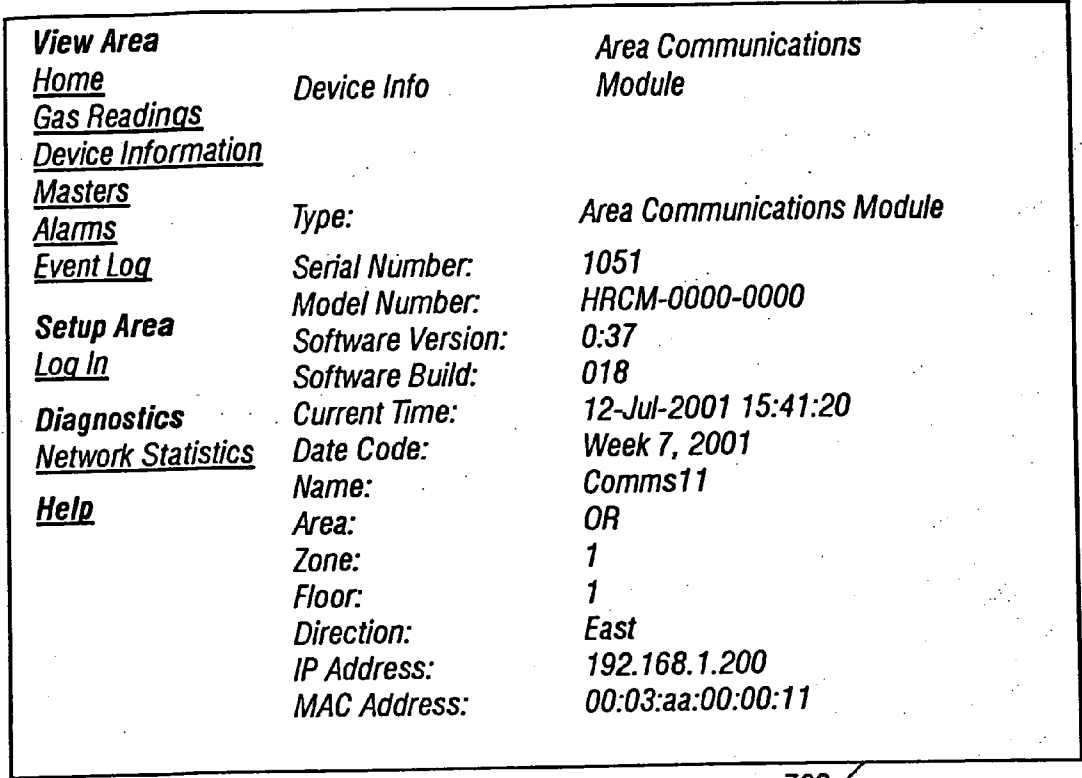 View Area
Home
Gas Readings
Device Information
Masters
Alarms
Event Log
Setup Area
Log In
Diagnostics
Network Statistics
Help
Device Info
Area Communications
Module
Type: Area Communications Module
Serial Number: 1051
Model Number: HRCM-0000-0000
Software Version: 0:37
Software Build: 018
Current Time: 12-Jul-2001 15:41:20
Date Code: Week 7, 2001
Name: Comms11
Area: OR
Zone: 1
Floor: 1
Direction: East
IP Address: 192.168.1.200
MAC Address: 00:03:aa:00:00:11